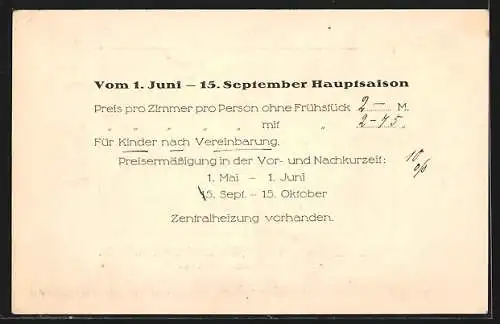 Vom 1. Juni – 15. September Hauptsaison
Preis pro Zimmer pro Person ohne Frühstück 2 — M.
„ „ „ „ „ mit „ 2-75 „
Für Kinder nach Vereinbarung.
Preisermäßigung in der Vor- und Nachkurzeit: 10 %
1. Mai – 1. Juni
15. Sept. – 15. Oktober
Zentralheizung vorhanden.